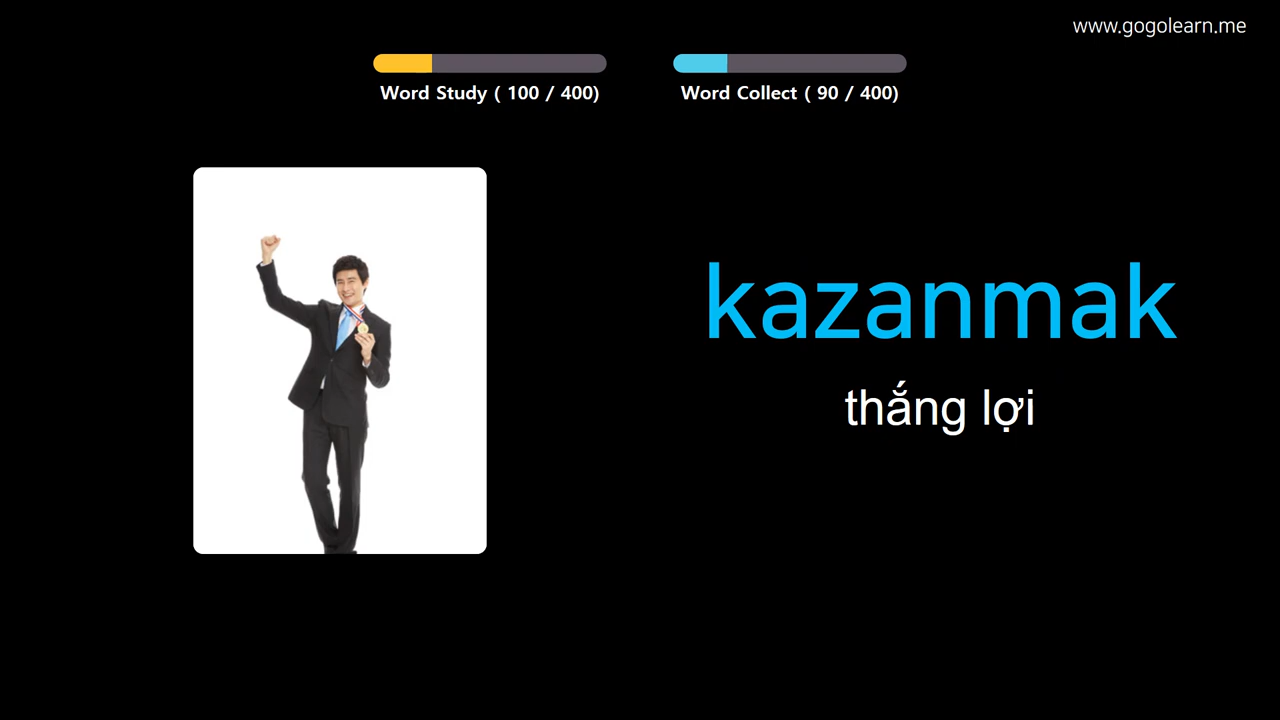 www.gogolearn.me
Word Study ( 100 / 400)
Word Collect ( 90 / 400)
kazanmak
thắng lợi